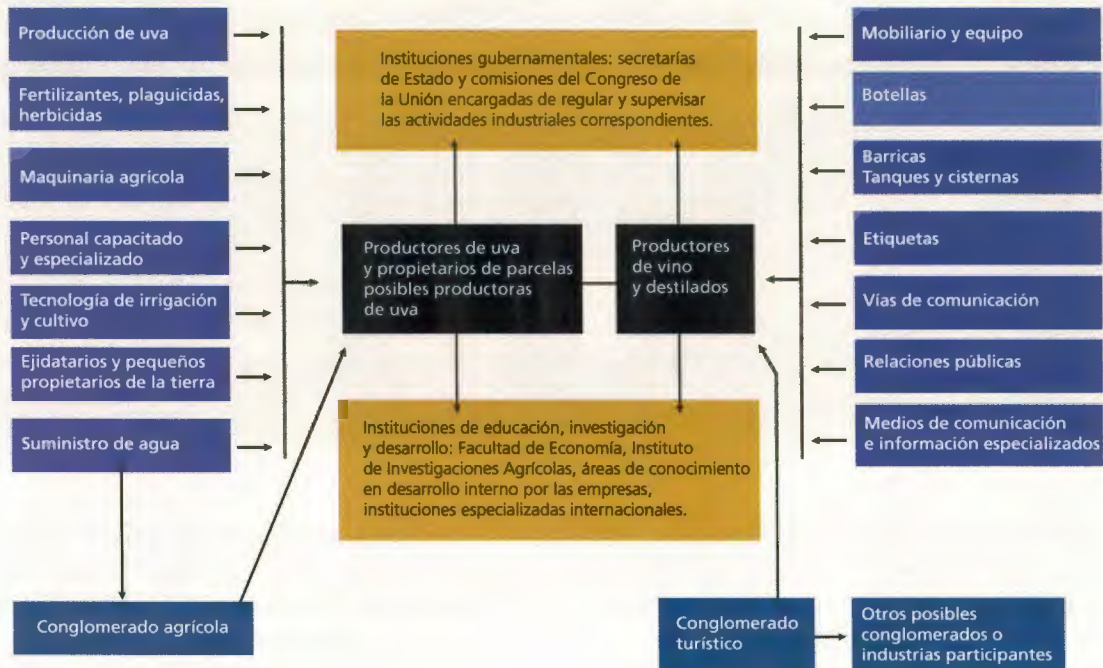 Producción de uva
Fertilizantes, plaguicidas,
herbicidas
Maquinaria agrícola
Personal capacitado
y especializado
Tecnología de irrigación
y cultivo
Ejidatarios y pequeños
propietarios de la tierra
Suministro de agua
Conglomerado agrícola
Instituciones gubernamentales: secretarías
de Estado y comisiones del Congreso de
la Unión encargadas de regular y supervisar
las actividades industriales correspondientes.
Productores de uva
y propietarios de parcelas
posibles productoras
de uva
Productores
de vino
y destilados
Instituciones de educación, investigación
y desarrollo: Facultad de Economía, Instituto
de Investigaciones Agrícolas, áreas de conocimiento
en desarrollo interno por las empresas,
instituciones especializadas internacionales.
Mobiliario y equipo
Botellas
Barricas
Tanques y cisternas
Etiquetas
Vías de comunicación
Relaciones públicas
Medios de comunicación
e información especializados
Conglomerado
turístico
Otros posibles
conglomerados o
industrias participantes